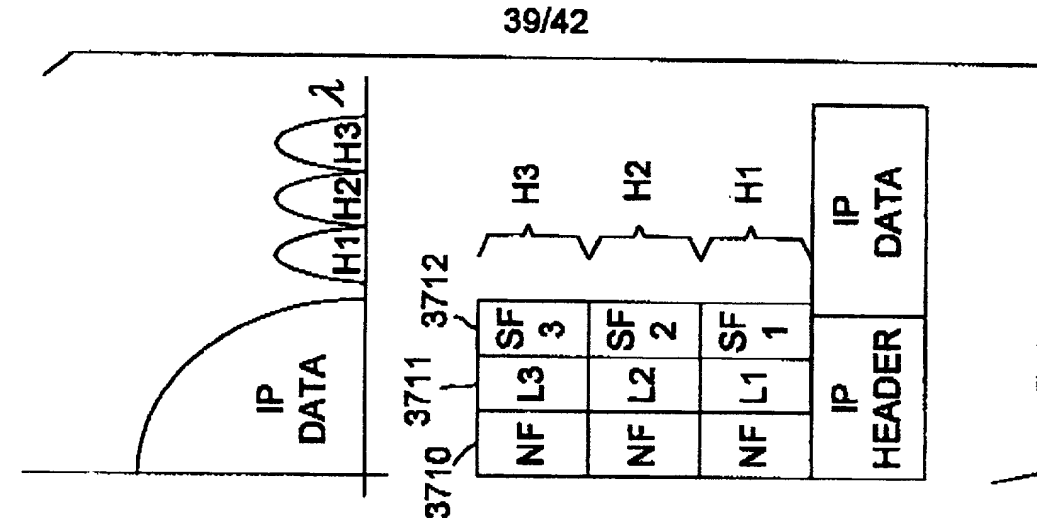 39/42
IP
DATA
H1 H2 H3 λ
3710 3711 3712
NF L3 SF
3
H3
NF L2 SF
2
H2
NF L1 SF
1
H1
IP
HEADER
IP
DATA